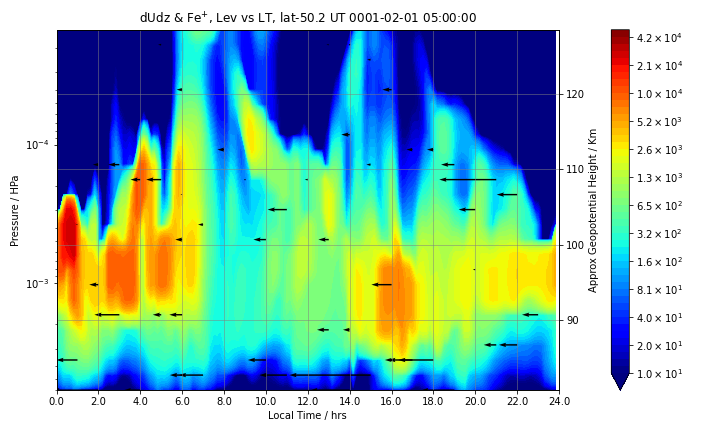 dUdz & Fe⁺, Lev vs LT, lat-50.2 UT 0001-02-01 05:00:00
Pressure / HPa
10⁻⁴
10⁻³
120
110
100
90
Approx Geopotential Height / Km
0.0 2.0 4.0 6.0 8.0 10.0 12.0 14.0 16.0 18.0 20.0 22.0 24.0
Local Time / hrs
4.2 × 10⁴
2.1 × 10⁴
1.0 × 10⁴
5.2 × 10³
2.6 × 10³
1.3 × 10³
6.5 × 10²
3.2 × 10²
1.6 × 10²
8.1 × 10¹
4.0 × 10¹
2.0 × 10¹
1.0 × 10¹